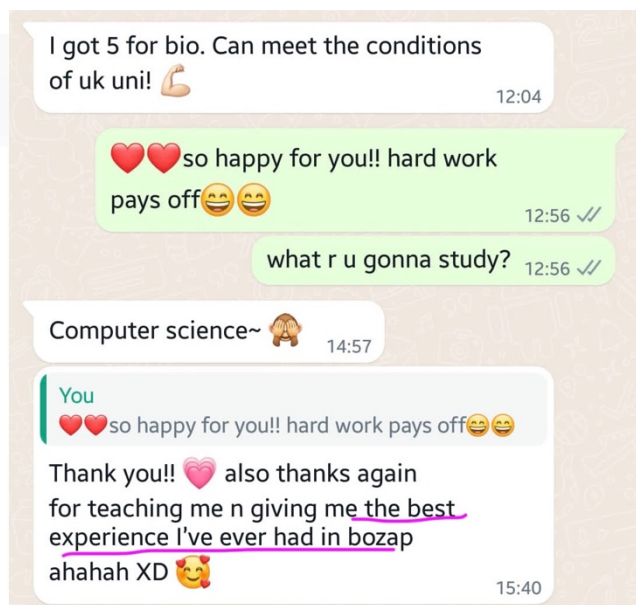 I got 5 for bio. Can meet the conditions
of uk uni! 💪🏻
12:04
❤️❤️so happy for you!! hard work
pays off😄😄
12:56
what r u gonna study?
12:56
Computer science~ 🙈
14:57
You
❤️❤️so happy for you!! hard work pays off😄😄
Thank you!! 💗 also thanks again
for teaching me n giving me the best
experience I've ever had in bozap
ahahah XD 🥰
15:40